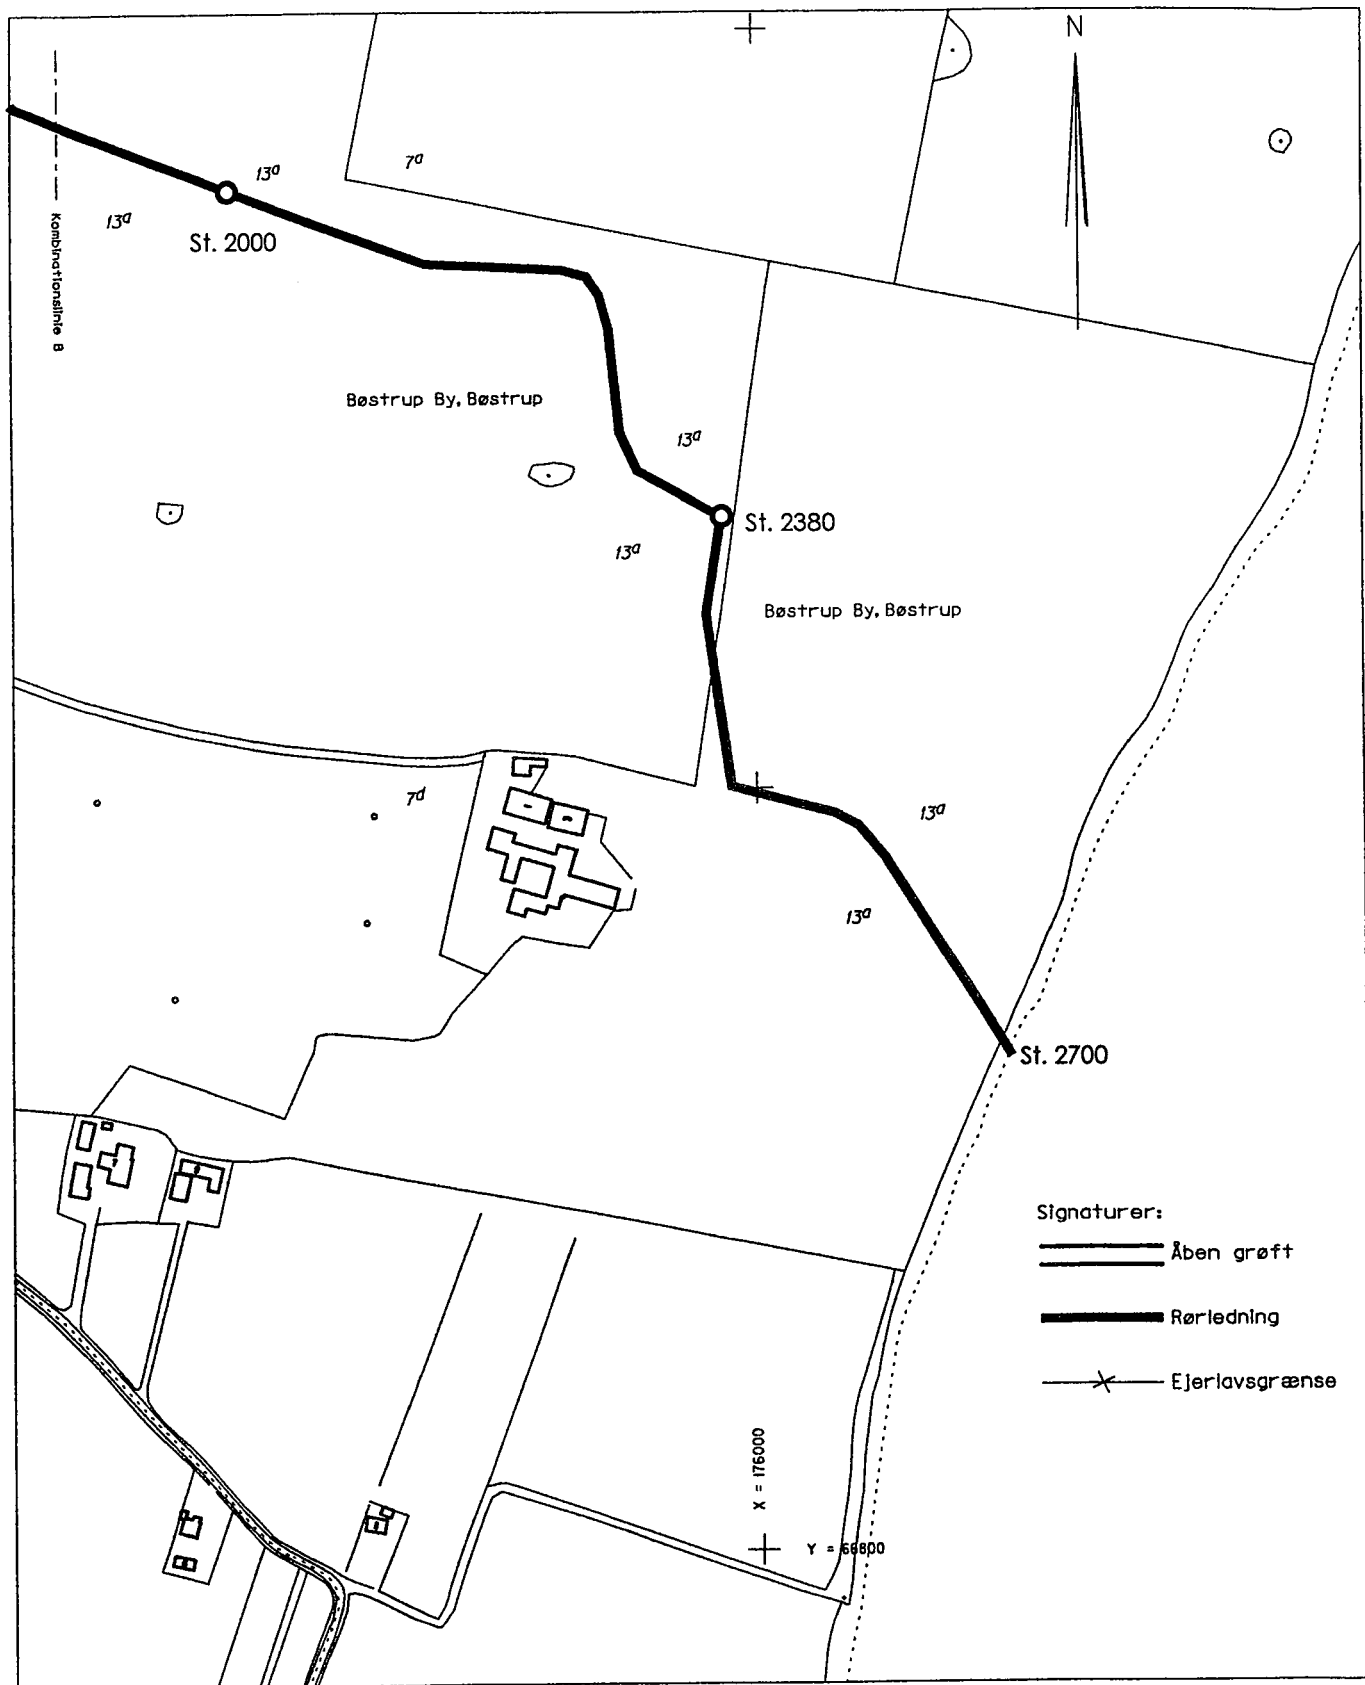 N
13a
7a
13a
St. 2000
Kombinationslinie B
Bøstrup By, Bøstrup
13a
St. 2380
13a
Bøstrup By, Bøstrup
7d
13a
13a
St. 2700
Signaturer:
Åben grøft
Rørledning
Ejerlavsgrænse
X = 176000
Y = 66800